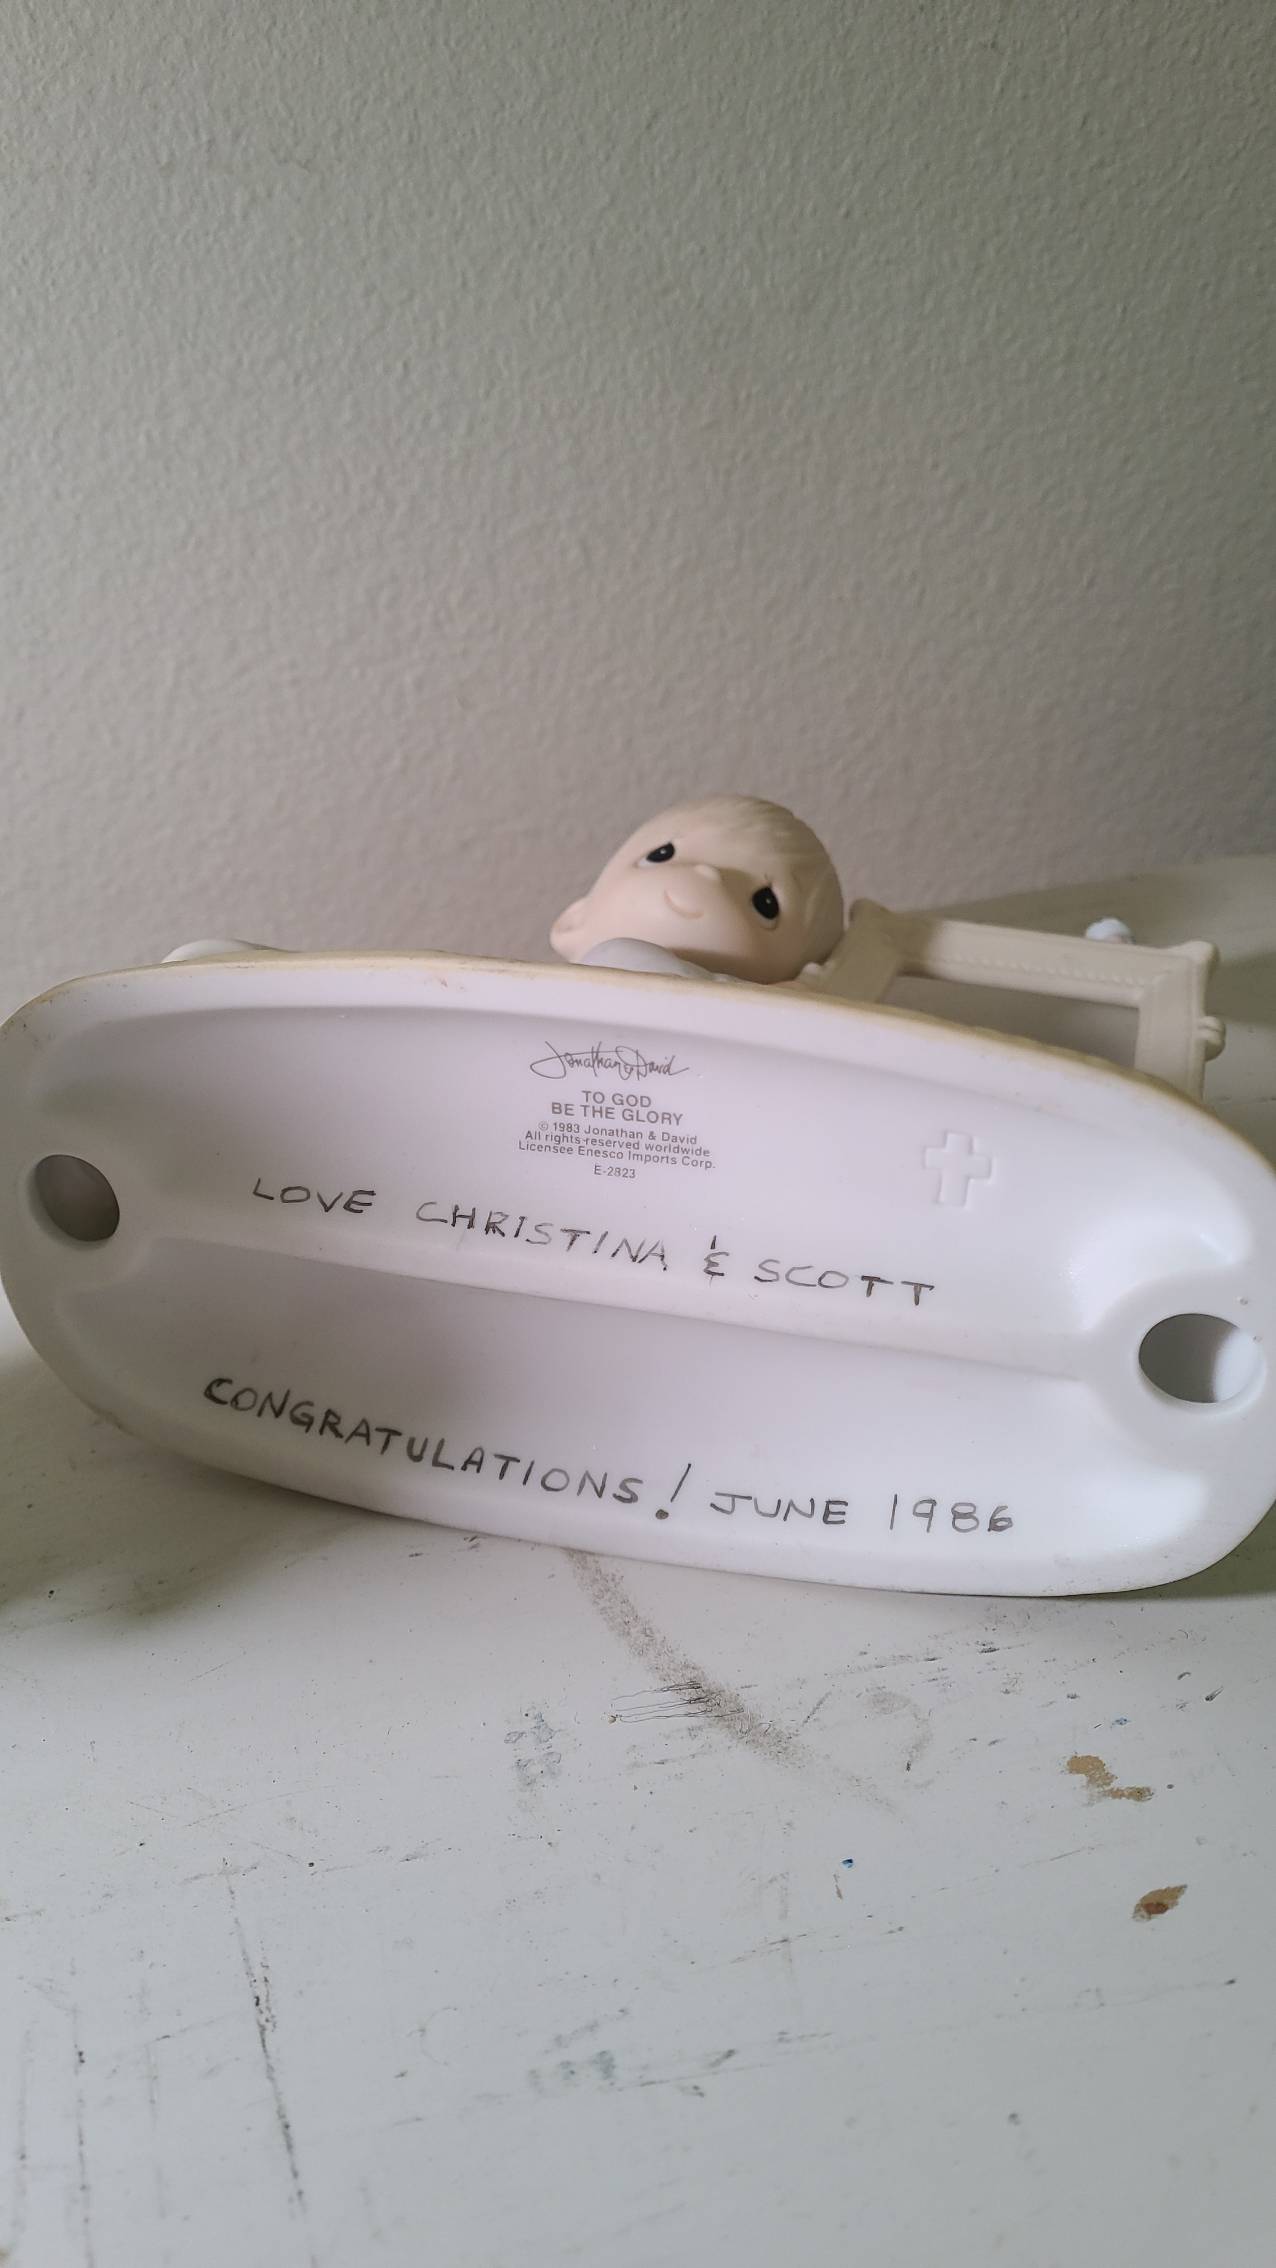 Jonathan & David
TO GOD
BE THE GLORY
© 1983 Jonathan & David
All rights reserved worldwide
Licensee Enesco Imports Corp.
E-2823
LOVE CHRISTINA & SCOTT
CONGRATULATIONS! JUNE 1986